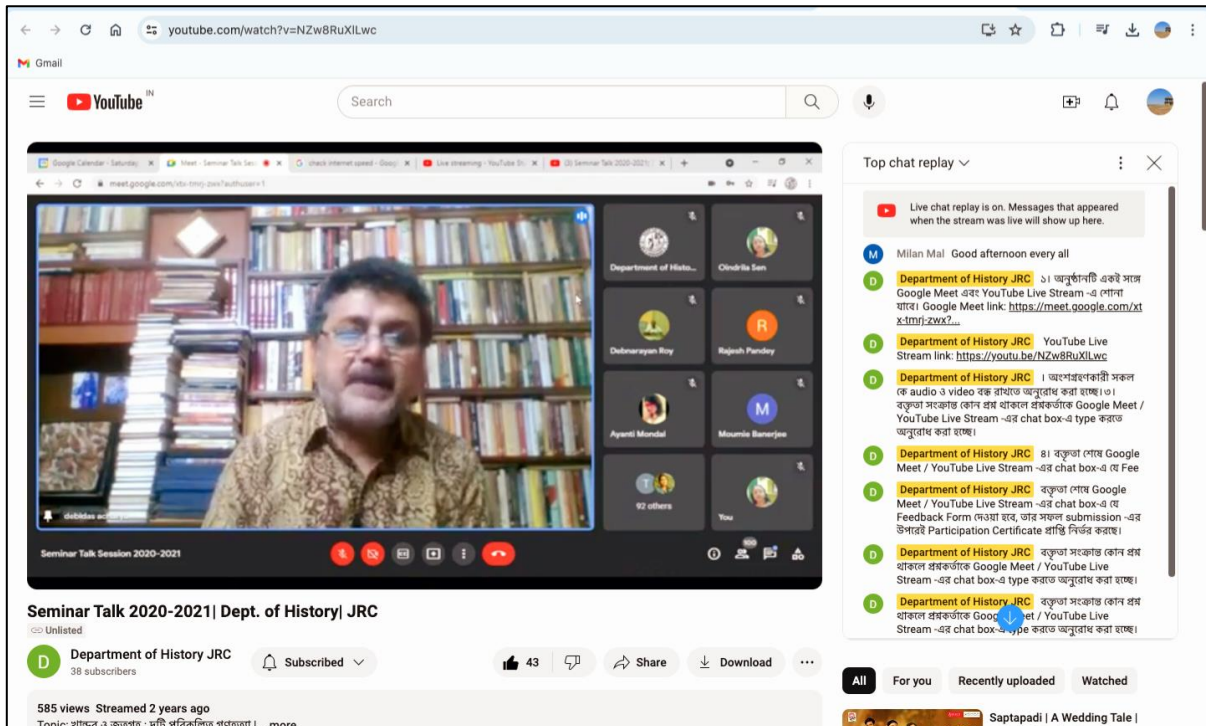 youtube.com/watch?v=NZw8RuXlLwc
Gmail
YouTube IN
Search
Google Calendar - Saturday,
Meet - Seminar Talk Sess
check internet speed - Goog
Live streaming - YouTube St
(3) Seminar Talk 2020-2021|
meet.google.com/xtx-tmrj-zwx?authuser=1
Department of Histo...
Oindrila Sen
Debnarayan Roy
R
Rajesh Pandey
Ayanti Mondal
M
Moumie Banerjee
T
92 others
You
debidas
Seminar Talk Session 2020-2021
100
Seminar Talk 2020-2021| Dept. of History| JRC
Unlisted
D
Department of History JRC
38 subscribers
Subscribed
43
Share
Download
585 views Streamed 2 years ago
Topic: খান্ডব ও জতুগৃহ : দুটি পরিকল্পিত গণহত্যা | ...more
Top chat replay
Live chat replay is on. Messages that appeared
when the stream was live will show up here.
M Milan Mal Good afternoon every all
D Department of History JRC ১। অনুষ্ঠানটি একই সঙ্গে
Google Meet এবং YouTube Live Stream -এ শোনা
যাবে। Google Meet link: https://meet.google.com/xt
x-tmrj-zwx?...
D Department of History JRC YouTube Live
Stream link: https://youtu.be/NZw8RuXlLwc
D Department of History JRC । অংশগ্রহণকারী সকল
কে audio ও video বন্ধ রাখতে অনুরোধ করা হচ্ছে।৩।
বক্তৃতা সংক্রান্ত কোন প্রশ্ন থাকলে প্রশ্নকর্তাকে Google Meet /
YouTube Live Stream -এর chat box-এ type করতে
অনুরোধ করা হচ্ছে।
D Department of History JRC ৪। বক্তৃতা শেষে Google
Meet / YouTube Live Stream -এর chat box-এ যে Fee
D Department of History JRC বক্তৃতা শেষে Google
Meet / YouTube Live Stream -এর chat box-এ যে
Feedback Form দেওয়া হবে, তার সফল submission -এর
উপরেই Participation Certificate প্রাপ্তি নির্ভর করছে।
D Department of History JRC বক্তৃতা সংক্রান্ত কোন প্রশ্ন
থাকলে প্রশ্নকর্তাকে Google Meet / YouTube Live
Stream -এর chat box-এ type করতে অনুরোধ করা হচ্ছে।
D Department of History JRC বক্তৃতা সংক্রান্ত কোন প্রশ্ন
থাকলে প্রশ্নকর্তাকে Google Meet / YouTube Live
Stream -এর chat box-এ type করতে অনুরোধ করা হচ্ছে।
All
For you
Recently uploaded
Watched
Saptapadi | A Wedding Tale |